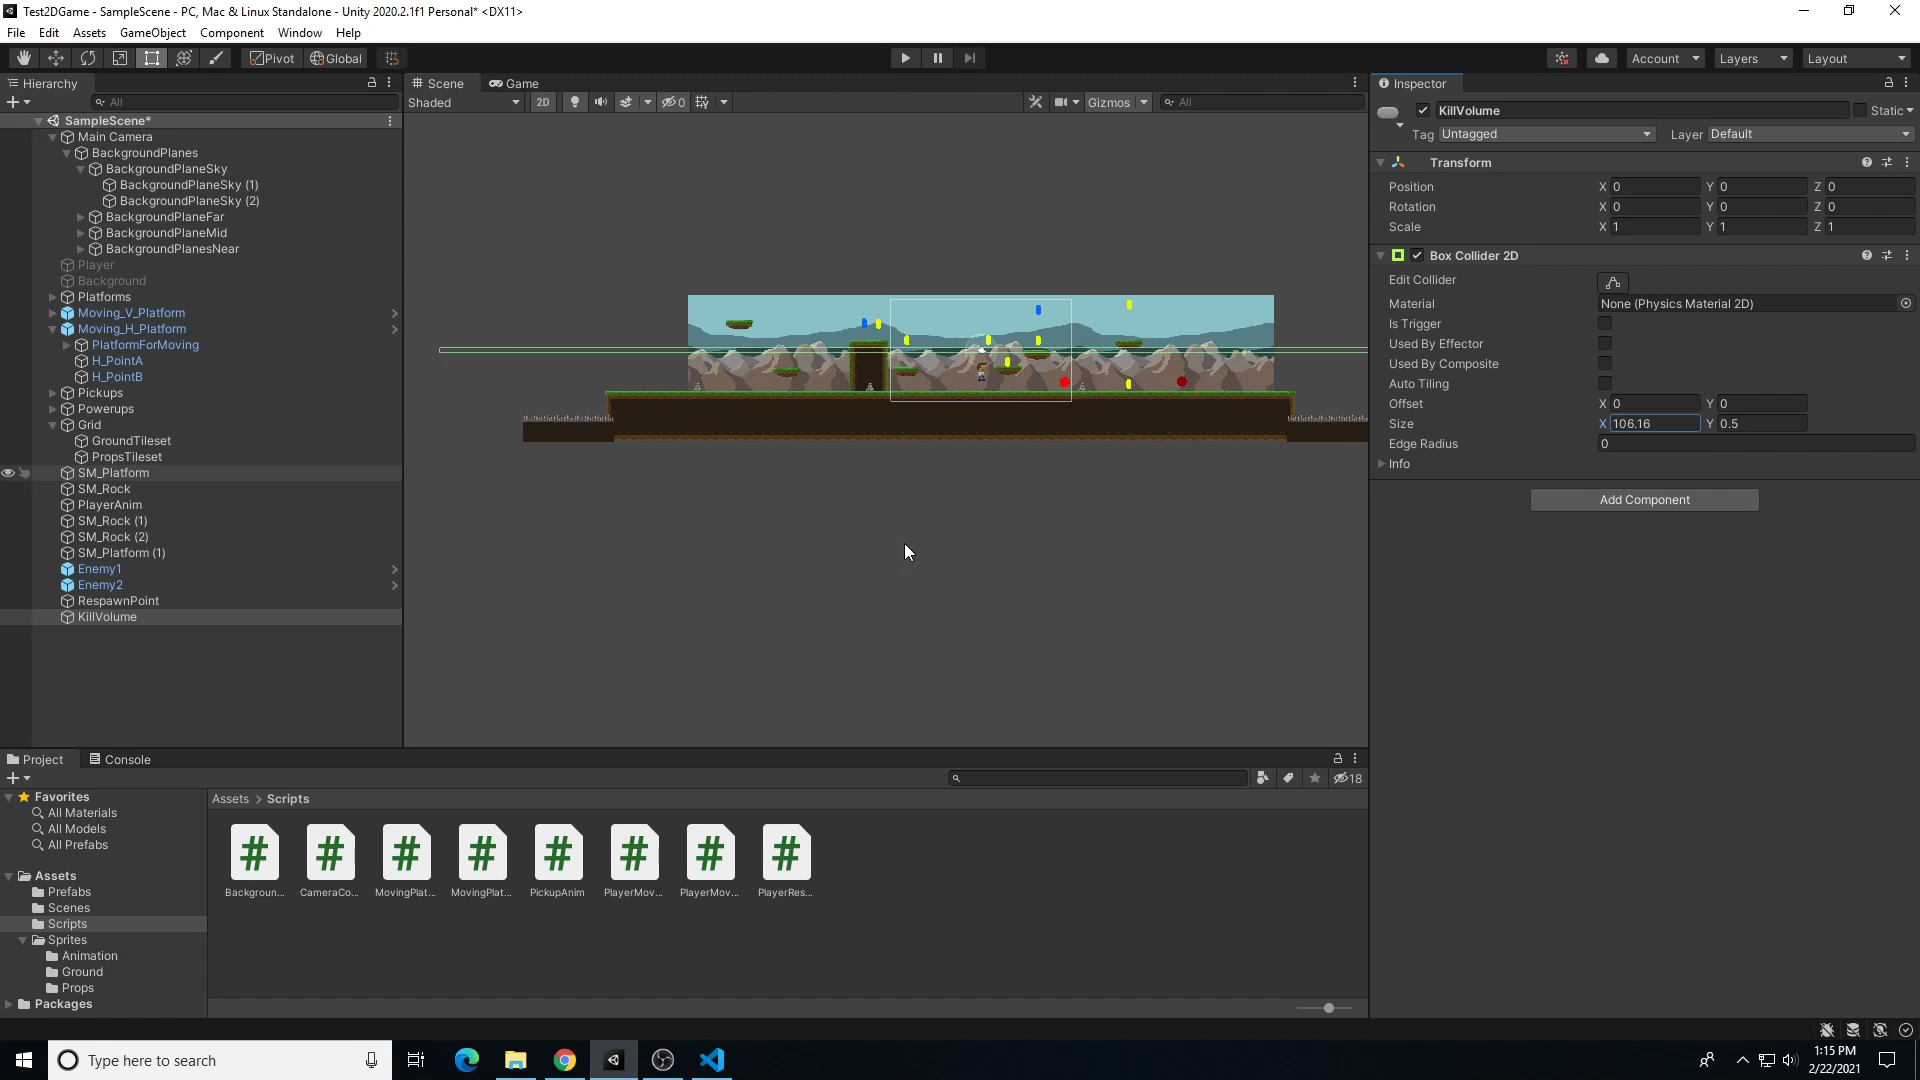 Test2DGame - SampleScene - PC, Mac & Linux Standalone - Unity 2020.2.1f1 Personal* <DX11>
File Edit Assets GameObject Component Window Help
Pivot Global Account Layers Layout
Hierarchy
All
SampleScene*
Main Camera
BackgroundPlanes
BackgroundPlaneSky
BackgroundPlaneSky (1)
BackgroundPlaneSky (2)
BackgroundPlaneFar
BackgroundPlaneMid
BackgroundPlanesNear
Player
Background
Platforms
Moving_V_Platform
Moving_H_Platform
PlatformForMoving
H_PointA
H_PointB
Pickups
Powerups
Grid
GroundTileset
PropsTileset
SM_Platform
SM_Rock
PlayerAnim
SM_Rock (1)
SM_Rock (2)
SM_Platform (1)
Enemy1
Enemy2
RespawnPoint
KillVolume
Scene Game
Shaded 2D 0 Gizmos All
Inspector
KillVolume Static
Tag Untagged Layer Default
Transform
Position X 0 Y 0 Z 0
Rotation X 0 Y 0 Z 0
Scale X 1 Y 1 Z 1
Box Collider 2D
Edit Collider
Material None (Physics Material 2D)
Is Trigger
Used By Effector
Used By Composite
Auto Tiling
Offset X 0 Y 0
Size X 106.16 Y 0.5
Edge Radius 0
Info
Add Component
Project Console
18
Favorites
All Materials
All Models
All Prefabs
Assets
Prefabs
Scenes
Scripts
Sprites
Animation
Ground
Props
Packages
Assets > Scripts
# # # # # # # #
Backgroun... CameraCo... MovingPlat... MovingPlat... PickupAnim PlayerMov... PlayerMov... PlayerRes...
Type here to search
1:15 PM
2/22/2021